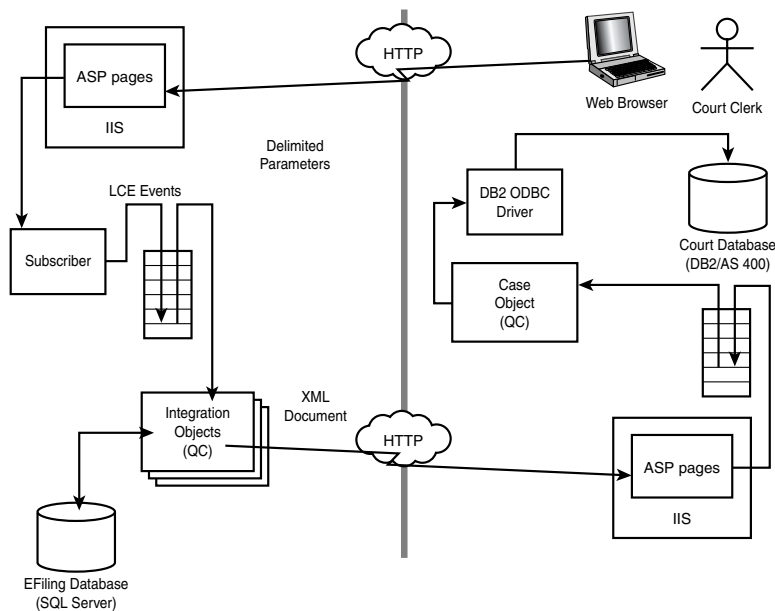 HTTP
ASP pages
IIS
Web Browser
Court Clerk
Delimited
Parameters
LCE Events
DB2 ODBC
Driver
Subscriber
Court Database
(DB2/AS 400)
Case
Object
(QC)
XML
Document
Integration
Objects
(QC)
HTTP
ASP pages
IIS
EFiling Database
(SQL Server)